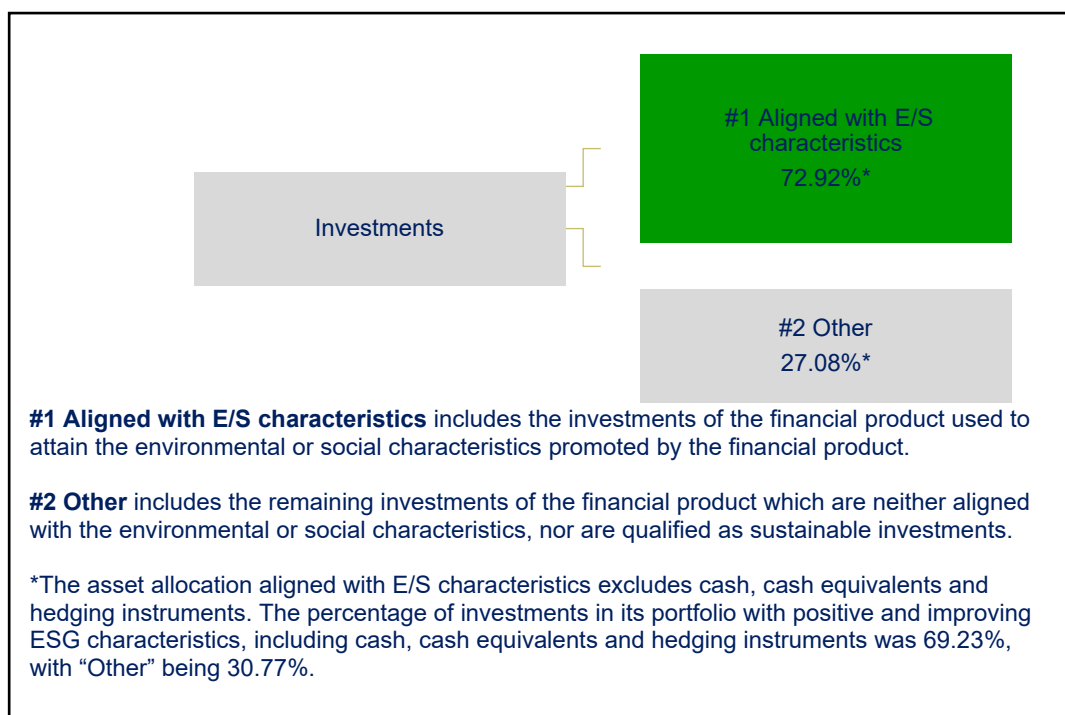 #1 Aligned with E/S
characteristics
72.92%*
Investments
#2 Other
27.08%*
#1 Aligned with E/S characteristics includes the investments of the financial product used to
attain the environmental or social characteristics promoted by the financial product.
#2 Other includes the remaining investments of the financial product which are neither aligned
with the environmental or social characteristics, nor are qualified as sustainable investments.
*The asset allocation aligned with E/S characteristics excludes cash, cash equivalents and
hedging instruments. The percentage of investments in its portfolio with positive and improving
ESG characteristics, including cash, cash equivalents and hedging instruments was 69.23%,
with “Other” being 30.77%.